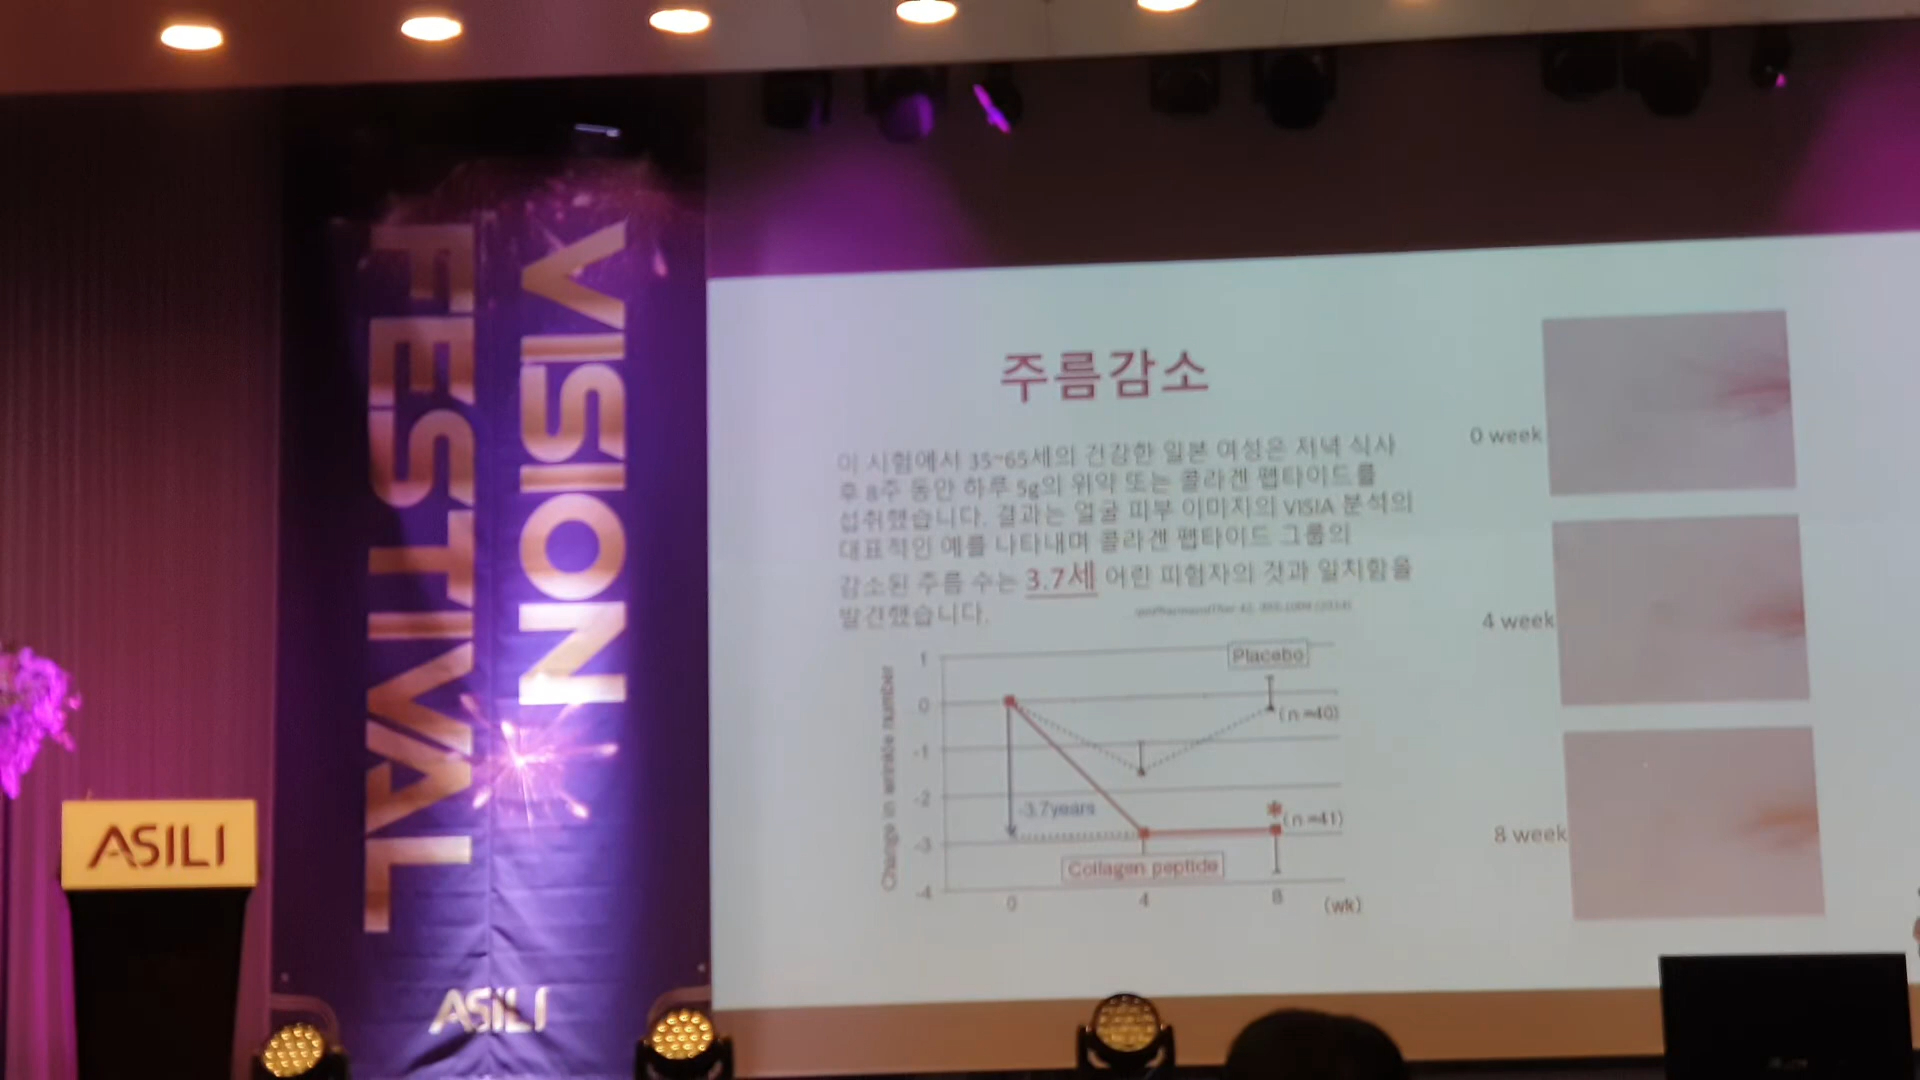 VISION
FESTIVAL
ASILI
ASILI
주름감소
이 시험에서 35~65세의 건강한 일본 여성은 저녁 식사
후 8주 동안 하루 5g의 위약 또는 콜라겐 펩타이드를
섭취했습니다. 결과는 얼굴 피부 이미지의 VISIA 분석의
대표적인 예를 나타내며 콜라겐 펩타이드 그룹의
감소된 주름 수는 3.7세 어린 피험자의 것과 일치함을
발견했습니다.
Change in wrinkle number
1
0
-1
-2
-3
-4
Placebo
(n=40)
-3.7years
*
(n=41)
Collagen peptide
0
4
8
(wk)
0 week
4 week
8 week